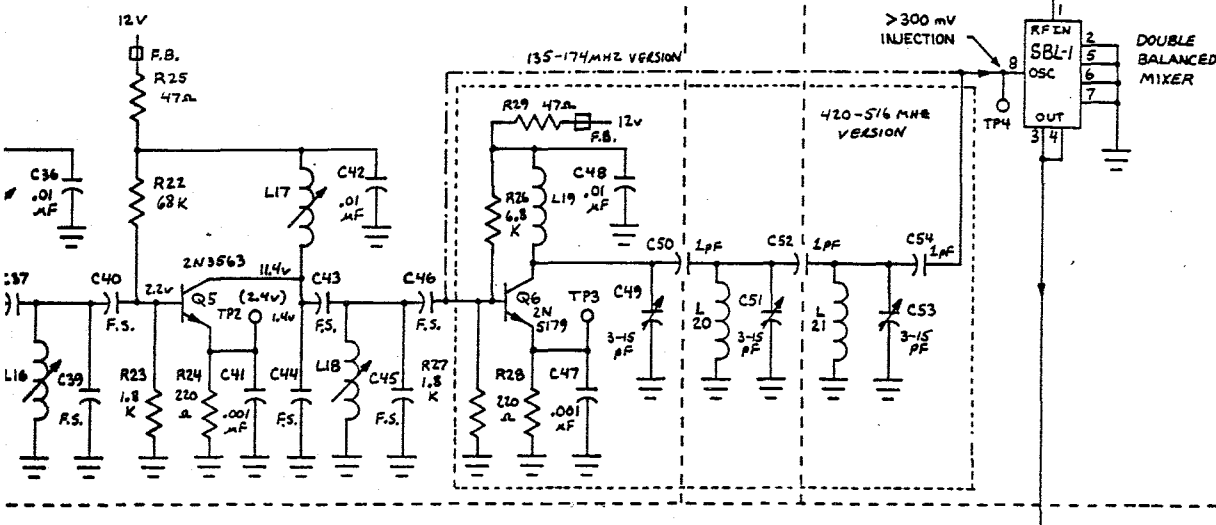 12V
F.B.
R25
47Ω
C36
.01
µF
R22
68K
L17
C42
.01
µF
C37
C40
F.S.
2.2v
2N3563
11.4v
Q5
(2.4v)
TP2
1.4v
C43
F.S.
C46
F.S.
L16
C39
F.S.
R23
1.8
K
R24
220
Ω
C41
.001
µF
C44
F.S.
L18
C45
F.S.
R27
1.8
K
135-174MHZ VERSION
R29
47Ω
12V
F.B.
420-516 MHZ
VERSION
R26
6.8
K
L19
C48
.01
µF
Q6
2N
5179
TP3
R28
220
Ω
C47
.001
µF
C49
3-15
PF
C50
1PF
L
20
C51
3-15
PF
C52
1PF
L
21
C53
3-15
PF
C54
1PF
>300 mV
INJECTION
TP4
1
RF IN
SBL-1
8
OSC
2
5
6
7
OUT
3 4
DOUBLE
BALANCED
MIXER